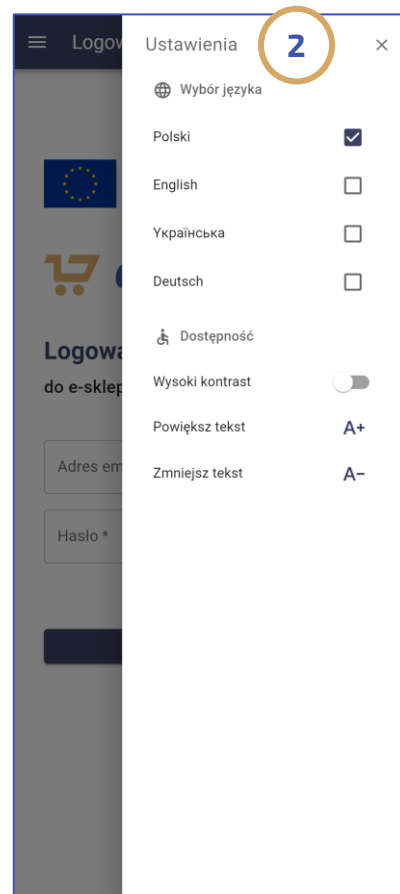 Ustawienia
2
Wybór języka
Polski
English
Українська
Deutsch
Dostępność
Wysoki kontrast
Powiększ tekst A+
Zmniejsz tekst A-
Logowa
do e-sklep
Adres em
Hasło *